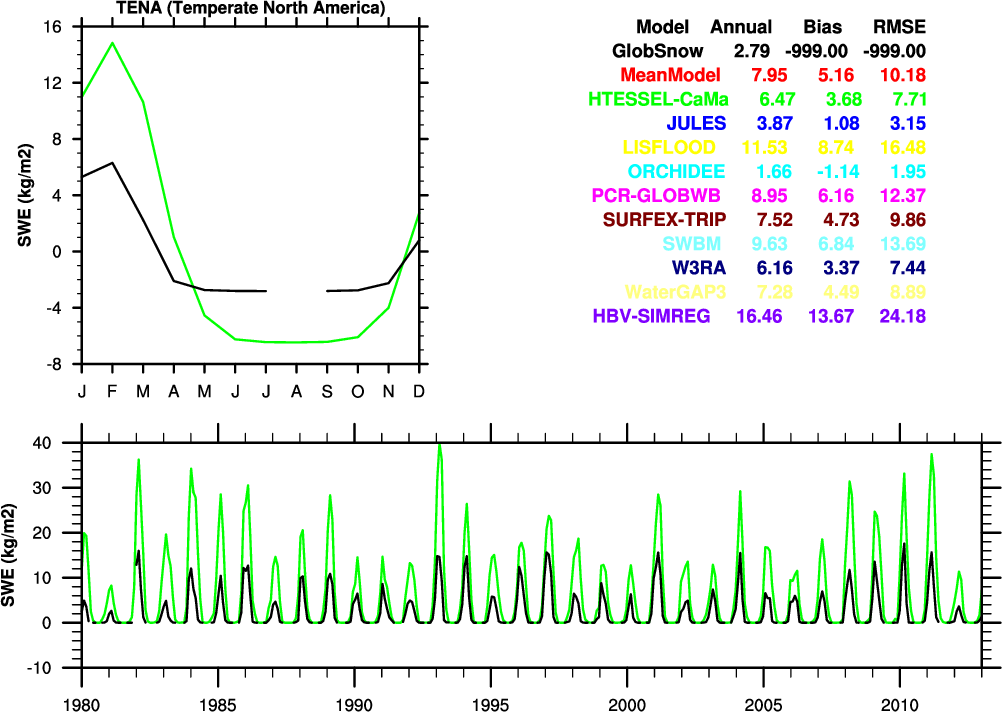 TENA (Temperate North America)
16
12
8
4
0
-4
-8
SWE (kg/m2)
J F M A M J J A S O N D
Model Annual Bias RMSE
GlobSnow 2.79 -999.00 -999.00
MeanModel 7.95 5.16 10.18
HTESSEL-CaMa 6.47 3.68 7.71
JULES 3.87 1.08 3.15
LISFLOOD 11.53 8.74 16.48
ORCHIDEE 1.66 -1.14 1.95
PCR-GLOBWB 8.95 6.16 12.37
SURFEX-TRIP 7.52 4.73 9.86
SWBM 9.63 6.84 13.69
W3RA 6.16 3.37 7.44
WaterGAP3 7.28 4.49 8.89
HBV-SIMREG 16.46 13.67 24.18
40
30
20
10
0
-10
SWE (kg/m2)
1980 1985 1990 1995 2000 2005 2010